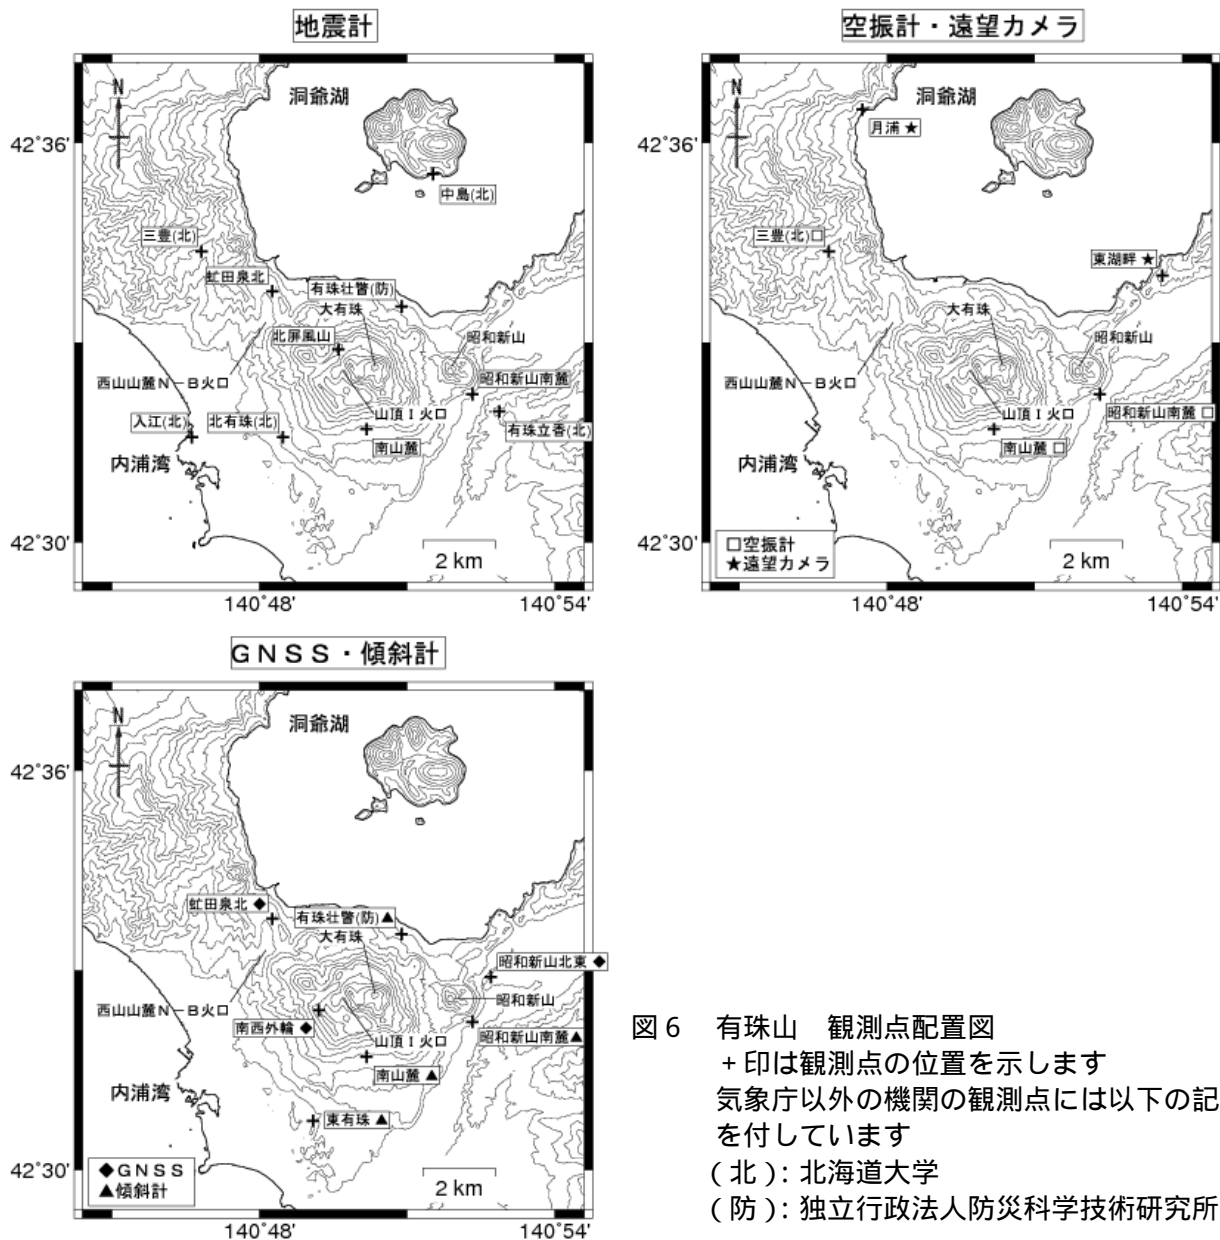 地震計
N
洞爺湖
42°36'
中島(北)
三豊(北)
虻田泉北
有珠壮瞥(防)
大有珠
北屏風山
昭和新山
西山山麓N－B火口
昭和新山南麓
山頂I火口
入江(北)
北有珠(北)
有珠立香(北)
南山麓
内浦湾
42°30'
2 km
140°48'
140°54'
空振計・遠望カメラ
N
洞爺湖
月浦 ★
42°36'
三豊(北)□
東湖畔 ★
大有珠
昭和新山
西山山麓N－B火口
山頂I火口
昭和新山南麓 □
南山麓 □
内浦湾
42°30'
□空振計
★遠望カメラ
2 km
140°48'
140°54'
GNSS・傾斜計
N
洞爺湖
42°36'
虻田泉北 ◆
有珠壮瞥(防)▲
大有珠
昭和新山北東 ◆
昭和新山
西山山麓N－B火口
南西外輪 ◆
山頂I火口
昭和新山南麓▲
南山麓 ▲
内浦湾
東有珠 ▲
42°30'
◆GNSS
▲傾斜計
2 km
140°48'
140°54'
図6 有珠山 観測点配置図
+印は観測点の位置を示します
気象庁以外の機関の観測点には以下の記
を付しています
(北):北海道大学
(防):独立行政法人防災科学技術研究所